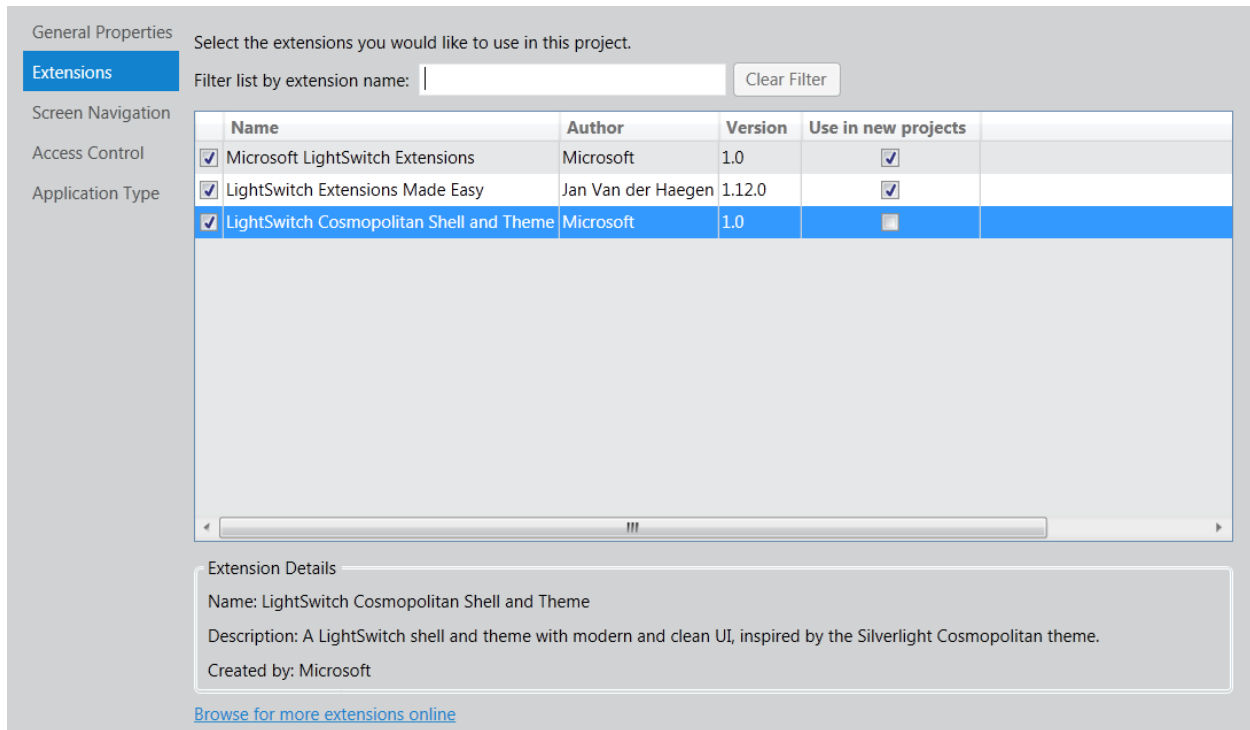 General Properties
Extensions
Screen Navigation
Access Control
Application Type
Select the extensions you would like to use in this project.
Filter list by extension name: Clear Filter
Name Author Version Use in new projects
Microsoft LightSwitch Extensions Microsoft 1.0
LightSwitch Extensions Made Easy Jan Van der Haegen 1.12.0
LightSwitch Cosmopolitan Shell and Theme Microsoft 1.0
Extension Details
Name: LightSwitch Cosmopolitan Shell and Theme
Description: A LightSwitch shell and theme with modern and clean UI, inspired by the Silverlight Cosmopolitan theme.
Created by: Microsoft
Browse for more extensions online